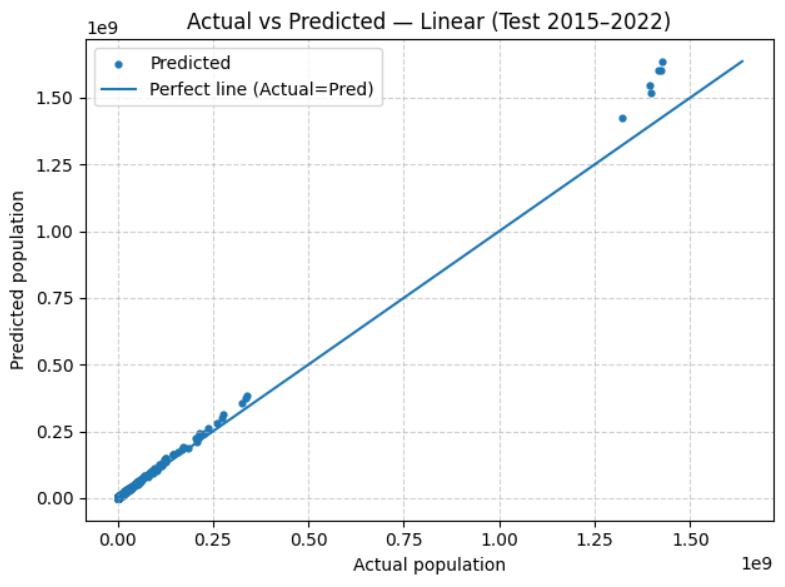 Actual vs Predicted — Linear (Test 2015–2022)
1e9
Predicted
Perfect line (Actual=Pred)
1.50
1.25
1.00
0.75
0.50
0.25
0.00
Predicted population
0.00 0.25 0.50 0.75 1.00 1.25 1.50
Actual population
1e9